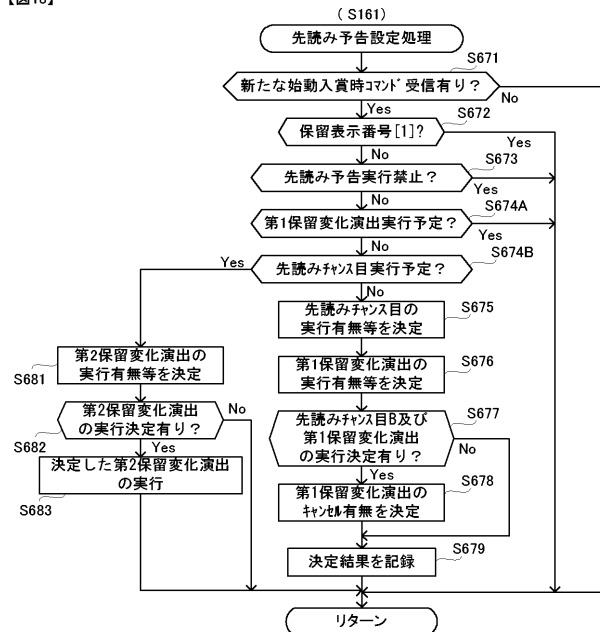 (S161)
先読み予告設定処理
S671
新たな始動入賞時ｺﾏﾝﾄﾞ受信有り？
No
Yes
S672
保留表示番号[1]?
Yes
No
S673
先読み予告実行禁止？
Yes
No
S674A
第1保留変化演出実行予定？
Yes
No
S674B
先読みﾁｬﾝｽ目実行予定？
Yes
No
S675
先読みﾁｬﾝｽ目の
実行有無等を決定
S676
第1保留変化演出の
実行有無等を決定
S677
先読みﾁｬﾝｽ目B及び
第1保留変化演出
の実行決定有り？
No
Yes
S678
第1保留変化演出の
ｷｬﾝｾﾙ有無を決定
S679
決定結果を記録
S681
第2保留変化演出の
実行有無等を決定
S682
第2保留変化演出
の実行決定有り？
No
Yes
S683
決定した第2保留変化演出
の実行
リターン